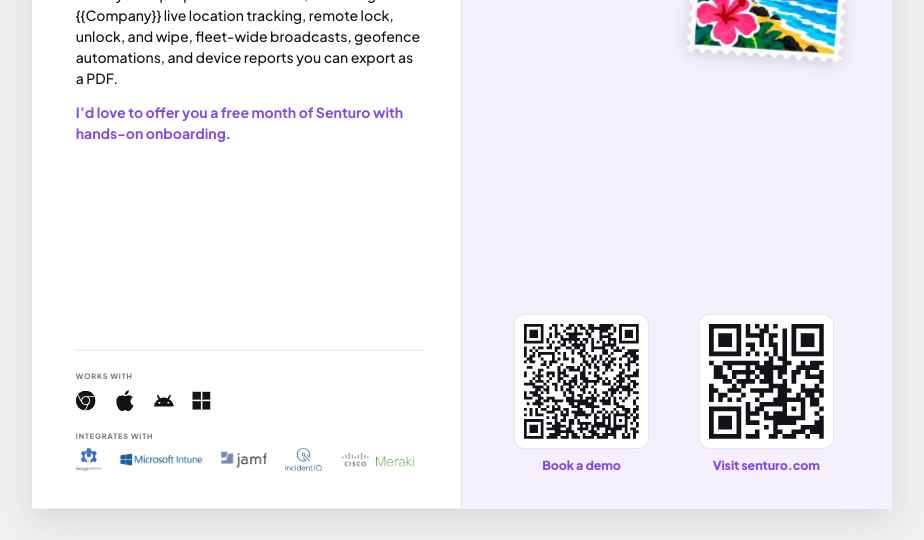 {{Company}} live location tracking, remote lock,
unlock, and wipe, fleet-wide broadcasts, geofence
automations, and device reports you can export as
a PDF.
I'd love to offer you a free month of Senturo with
hands-on onboarding.
WORKS WITH
INTEGRATES WITH
Microsoft Intune
jamf
incidentIQ
CISCO Meraki
Book a demo
Visit senturo.com